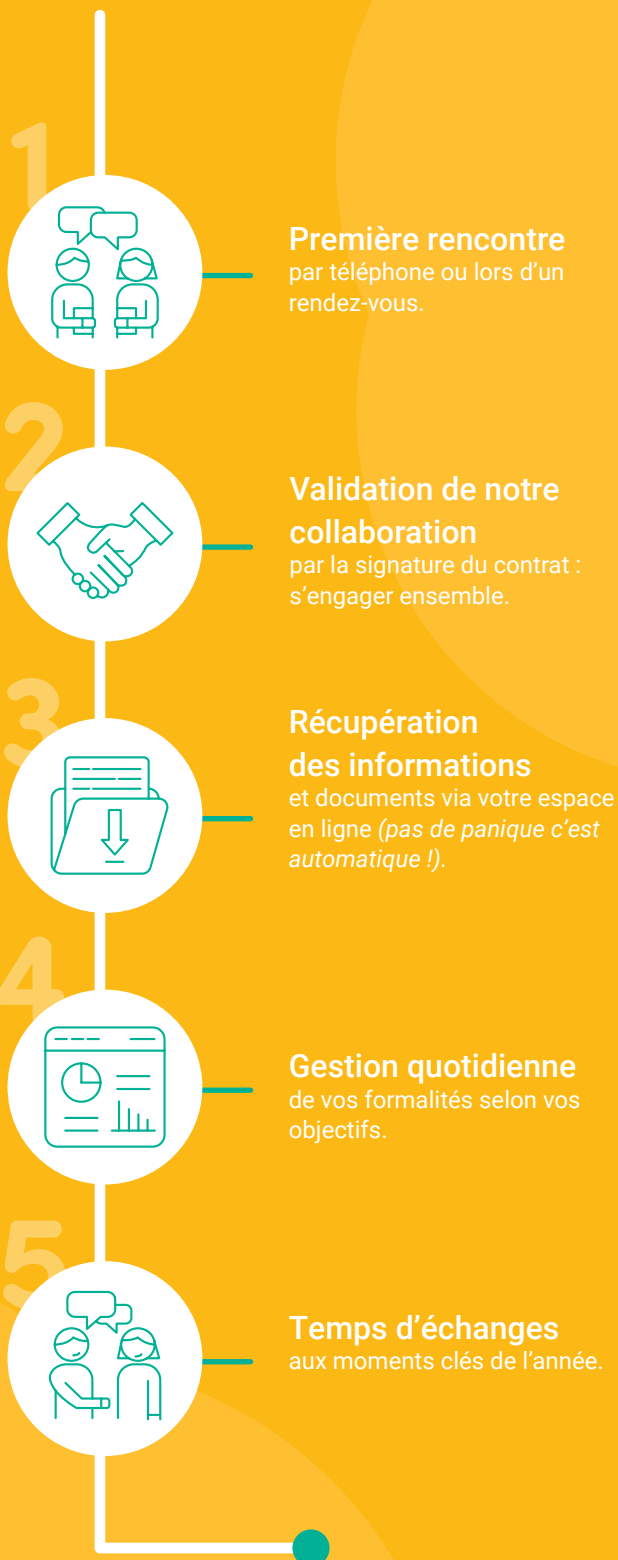 1
Première rencontre
par téléphone ou lors d’un
rendez-vous.
2
Validation de notre
collaboration
par la signature du contrat :
s’engager ensemble.
3
Récupération
des informations
et documents via votre espace
en ligne (pas de panique c’est
automatique !).
4
Gestion quotidienne
de vos formalités selon vos
objectifs.
5
Temps d’échanges
aux moments clés de l’année.